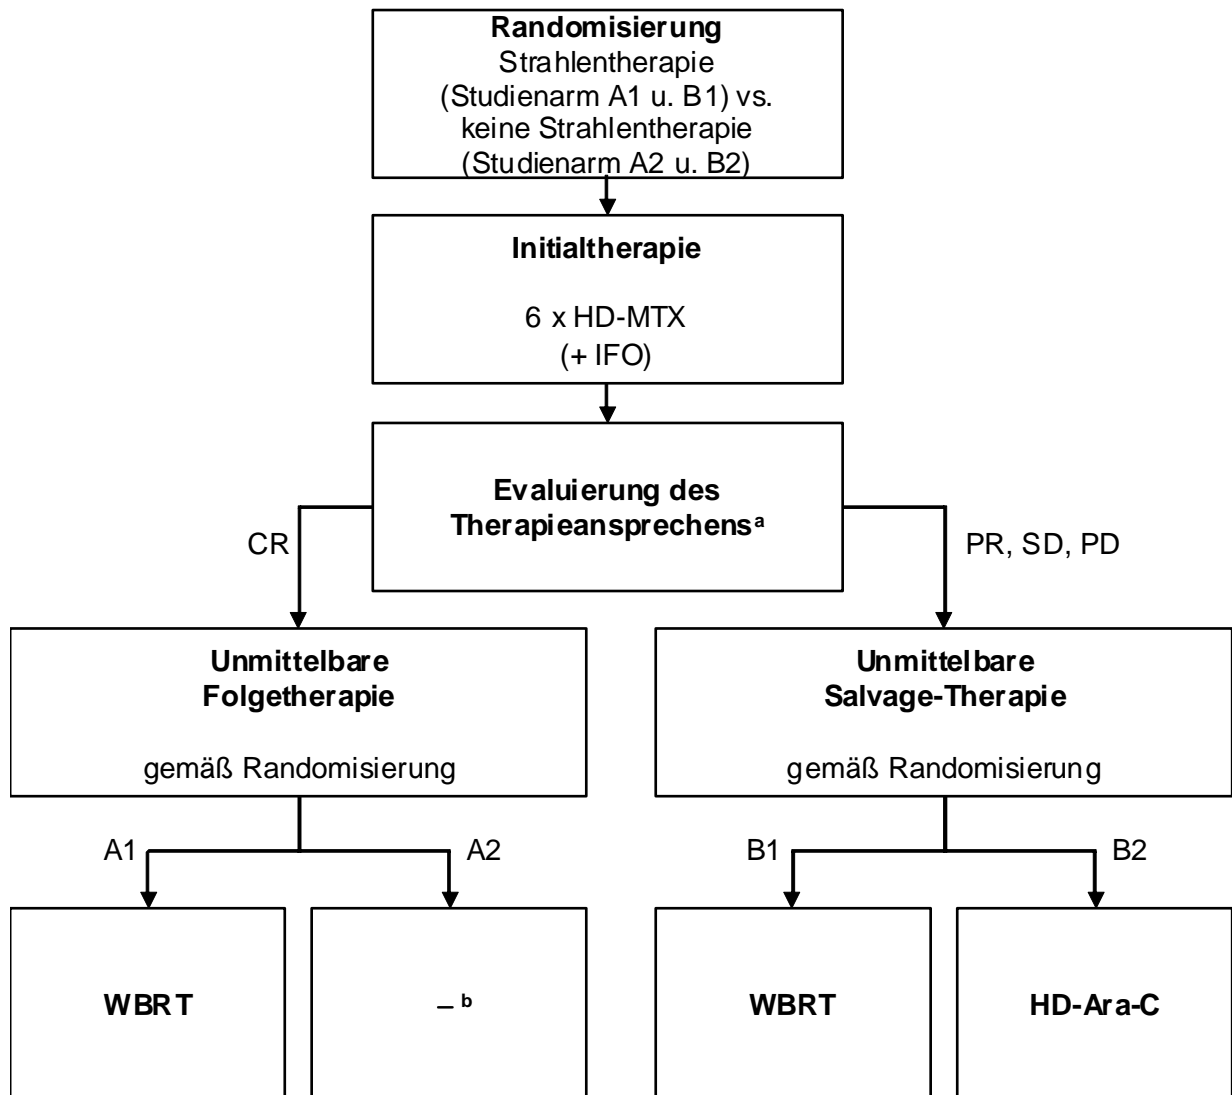 Randomisierung
Strahlentherapie
(Studienarm A1 u. B1) vs.
keine Strahlentherapie
(Studienarm A2 u. B2)
Initialtherapie
6 x HD-MTX
(+ IFO)
Evaluierung des
Therapieansprechensᵃ
CR
PR, SD, PD
Unmittelbare
Folgetherapie
gemäß Randomisierung
Unmittelbare
Salvage-Therapie
gemäß Randomisierung
A1
A2
B1
B2
WBRT
– ᵇ
WBRT
HD-Ara-C